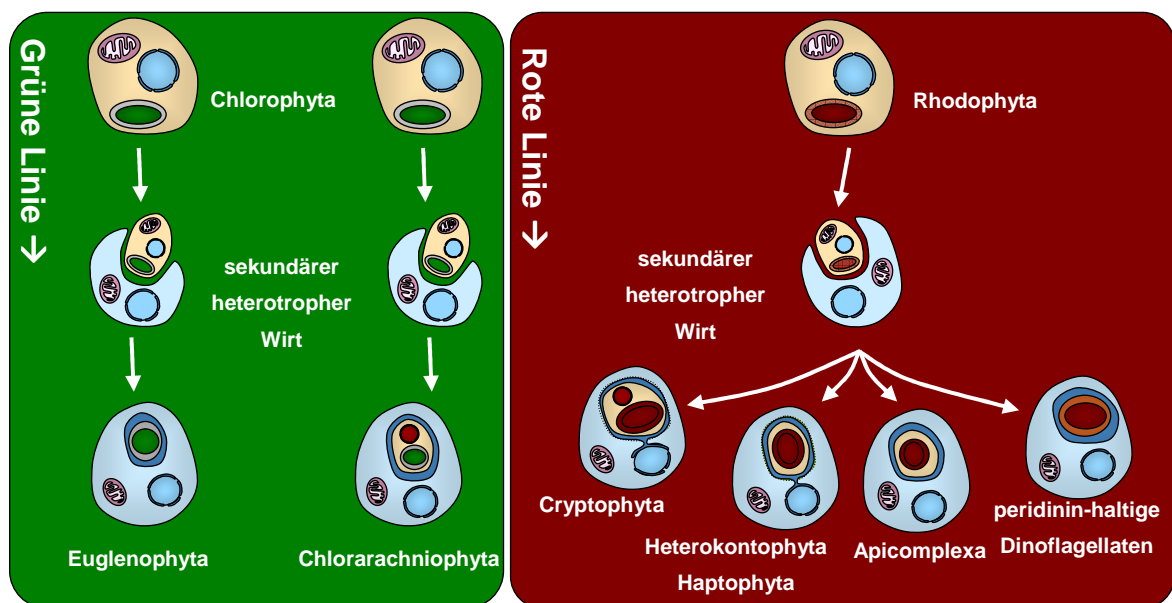 Grüne Linie →
Chlorophyta
sekundärer
heterotropher
Wirt
Euglenophyta
Chlorarachniophyta
Rote Linie →
Rhodophyta
sekundärer
heterotropher
Wirt
Cryptophyta
Heterokontophyta
Haptophyta
Apicomplexa
peridinin-haltige
Dinoflagellaten